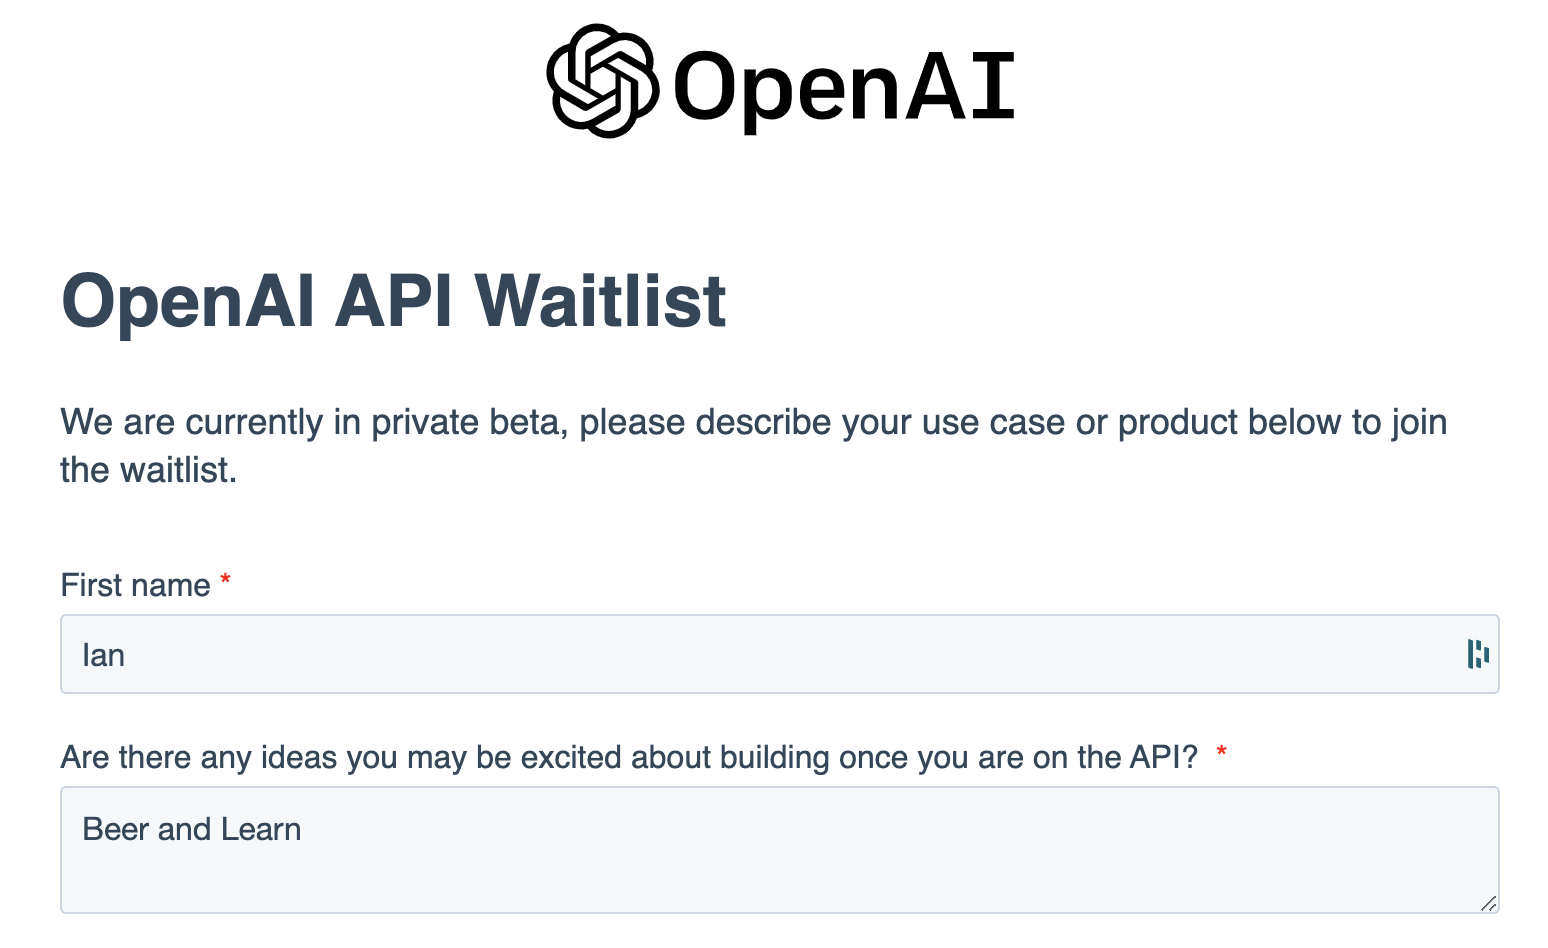 OpenAI
OpenAI API Waitlist
We are currently in private beta, please describe your use case or product below to join
the waitlist.
First name *
Ian
Are there any ideas you may be excited about building once you are on the API? *
Beer and Learn